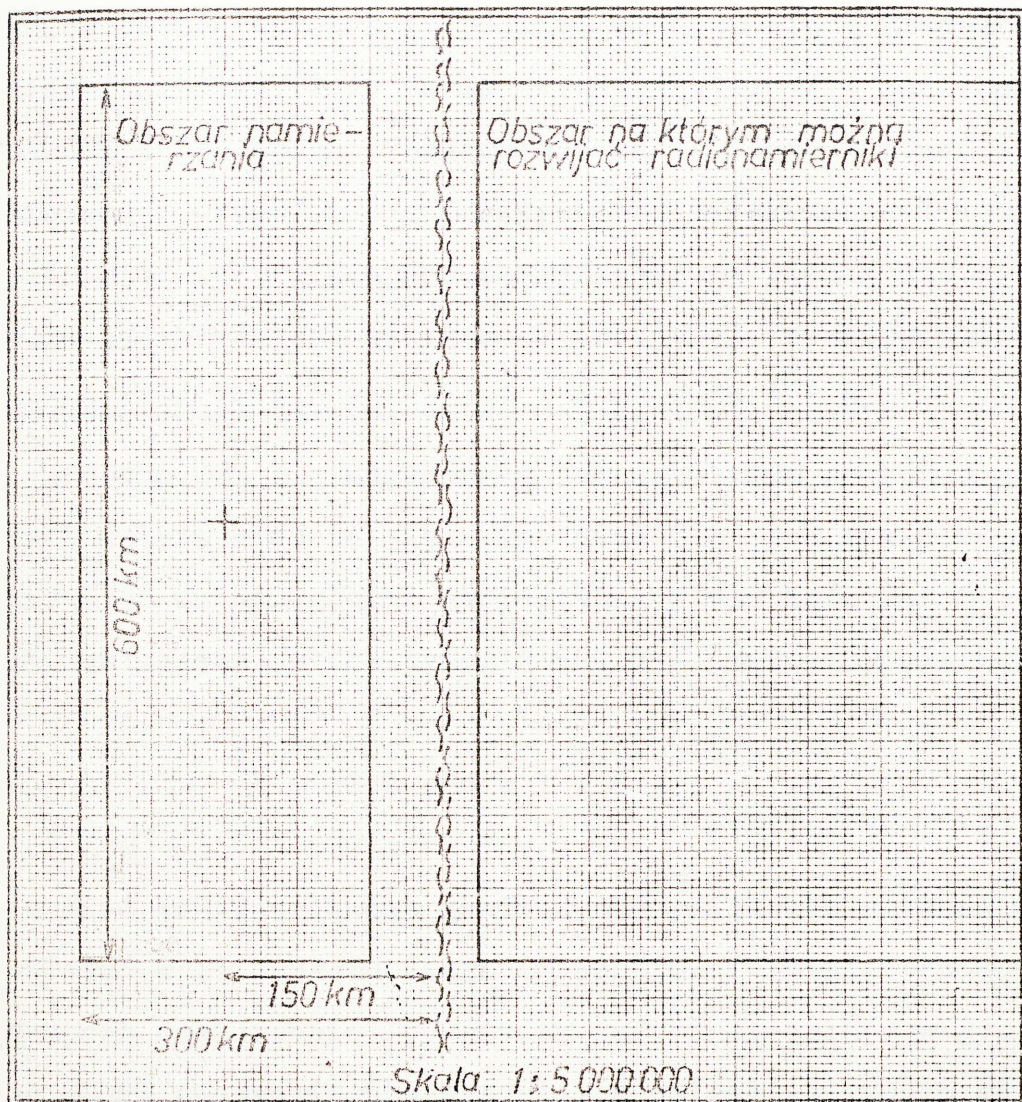 Obszar namie-
rzania
Obszar na którym można
rozwijać radionamierniki
600 km
150 km
300 km
Skala 1:5 000 000